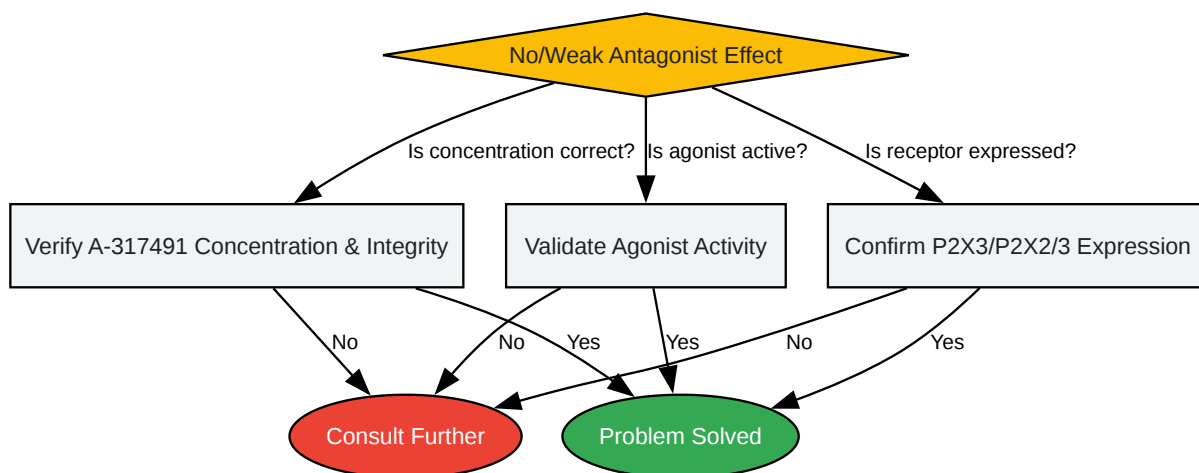 No/Weak Antagonist Effect
Is concentration correct?
Is agonist active?
Is receptor expressed?
Verify A-317491 Concentration & Integrity
Validate Agonist Activity
Confirm P2X3/P2X2/3 Expression
No
No
Yes
Yes
No
Yes
Consult Further
Problem Solved